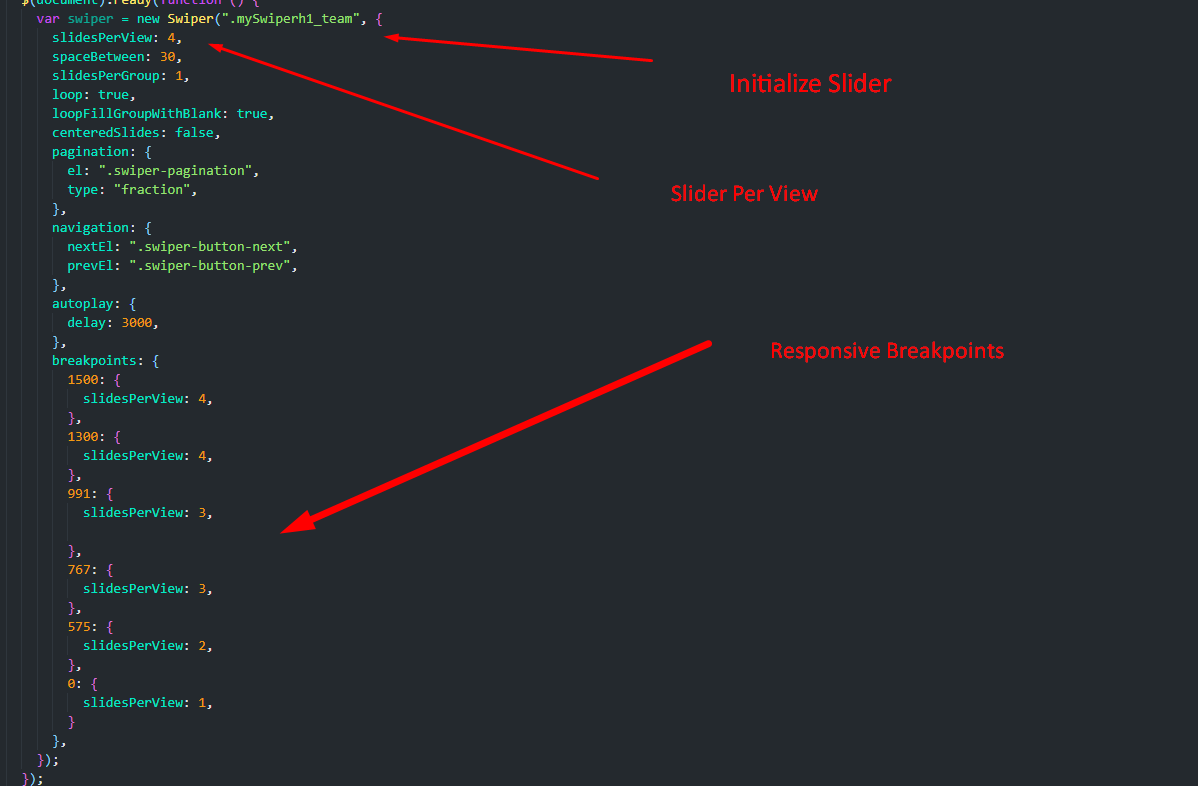 $(document).ready(function () {
var swiper = new Swiper(".mySwiperh1_team", {
slidesPerView: 4,
spaceBetween: 30,
slidesPerGroup: 1,
loop: true,
loopFillGroupWithBlank: true,
centeredSlides: false,
pagination: {
el: ".swiper-pagination",
type: "fraction",
},
navigation: {
nextEl: ".swiper-button-next",
prevEl: ".swiper-button-prev",
},
autoplay: {
delay: 3000,
},
breakpoints: {
1500: {
slidesPerView: 4,
},
1300: {
slidesPerView: 4,
},
991: {
slidesPerView: 3,
},
767: {
slidesPerView: 3,
},
575: {
slidesPerView: 2,
},
0: {
slidesPerView: 1,
}
},
});
});
Initialize Slider
Slider Per View
Responsive Breakpoints